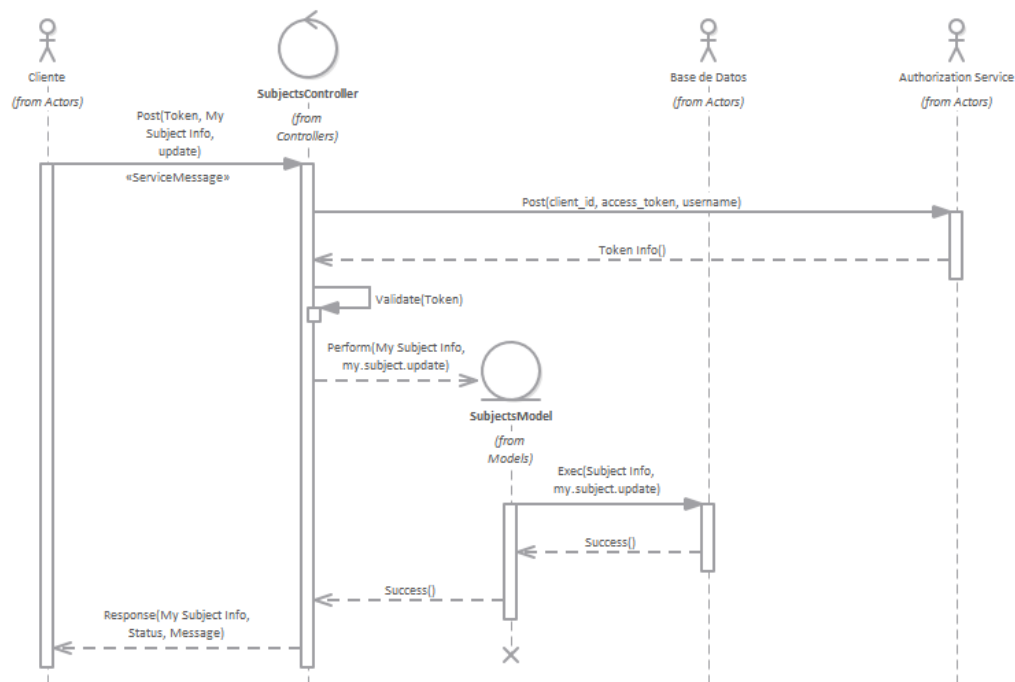 Cliente
(from Actors)
SubjectsController
(from
Controllers)
Base de Datos
(from Actors)
Authorization Service
(from Actors)
Post(Token, My
Subject Info,
update)
«ServiceMessage»
Post(client_id, access_token, username)
Token Info()
Validate(Token)
Perform(My Subject Info,
my.subject.update)
SubjectsModel
(from
Models)
Exec(Subject Info,
my.subject.update)
Success()
Success()
Response(My Subject Info,
Status, Message)